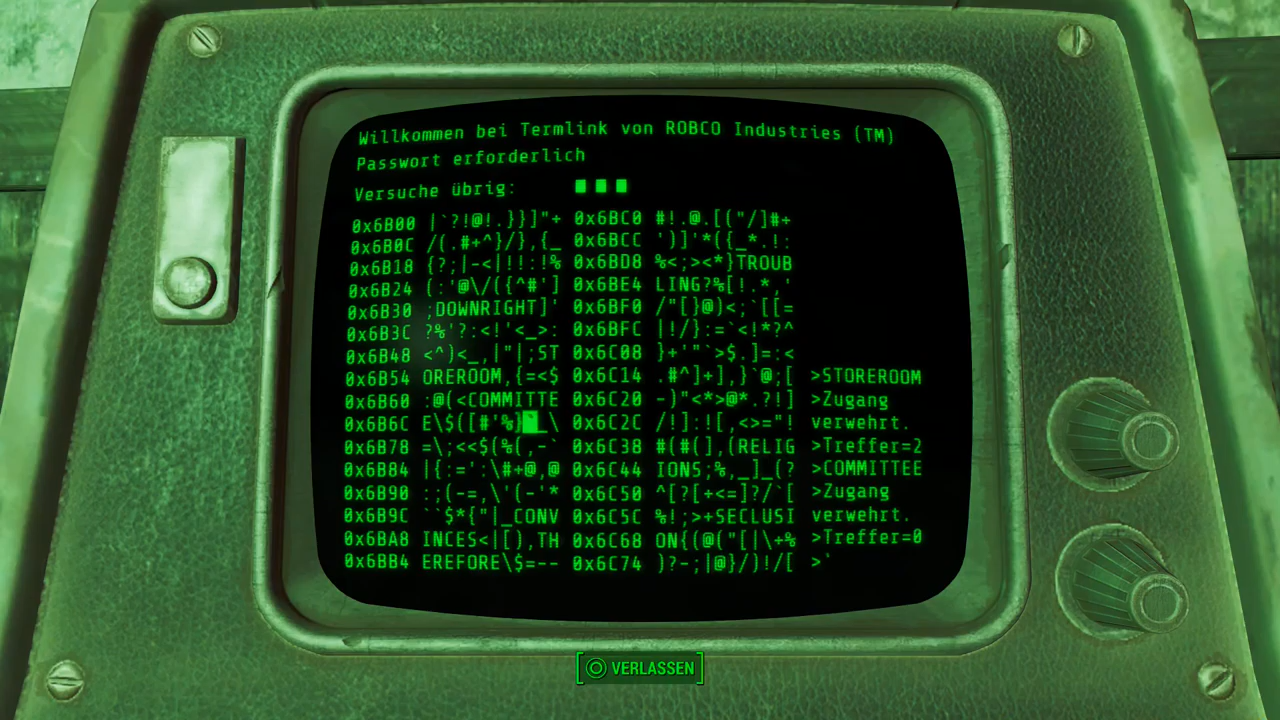 Willkommen bei Termlink von ROBCO Industries (TM)
Passwort erforderlich
Versuche übrig:
0x6B00 |`?!@!.}}]"+ 0x6BC0 #!.@.[("/]#+
0x6B0C /(.#+^}/},{_ 0x6BCC ')]'*({_*.!:
0x6B18 {?;|-<|!!:!% 0x6BD8 %<;><*}TROUB
0x6B24 (:'@\/({^#'] 0x6BE4 LING?%[!.*,'
0x6B30 ;DOWNRIGHT]' 0x6BF0 /"[}@)<;`[[=
0x6B3C ?%'?:<!'<_>: 0x6BFC |!/}:=`<!*?^
0x6B48 <^)<_,|"|;ST 0x6C08 }+'"`>$.]=:<
0x6B54 OREROOM,{=<$ 0x6C14 .#^]+],}`@;[ >STOREROOM
0x6B60 :@(<COMMITTE 0x6C20 -)"<*>@*.?!] >Zugang
0x6B6C E\$([#'%}`_\ 0x6C2C /!]:![,<>="! verwehrt.
0x6B78 =\;<<$(%(,-` 0x6C38 #(#(],(RELIG >Treffer=2
0x6B84 |{:=':\#+@,@ 0x6C44 IONS;%,_]_(? >COMMITTEE
0x6B90 :;(-=,\'(-'* 0x6C50 ^[?[+<=]?/`[ >Zugang
0x6B9C ``$*{"|_CONV 0x6C5C %!;>+SECLUSI verwehrt.
0x6BA8 INCES<|[),TH 0x6C68 ON{(@("[|\+% >Treffer=0
0x6BB4 EREFORE\$=-- 0x6C74 )?-;|@}/)!/[ >'
VERLASSEN